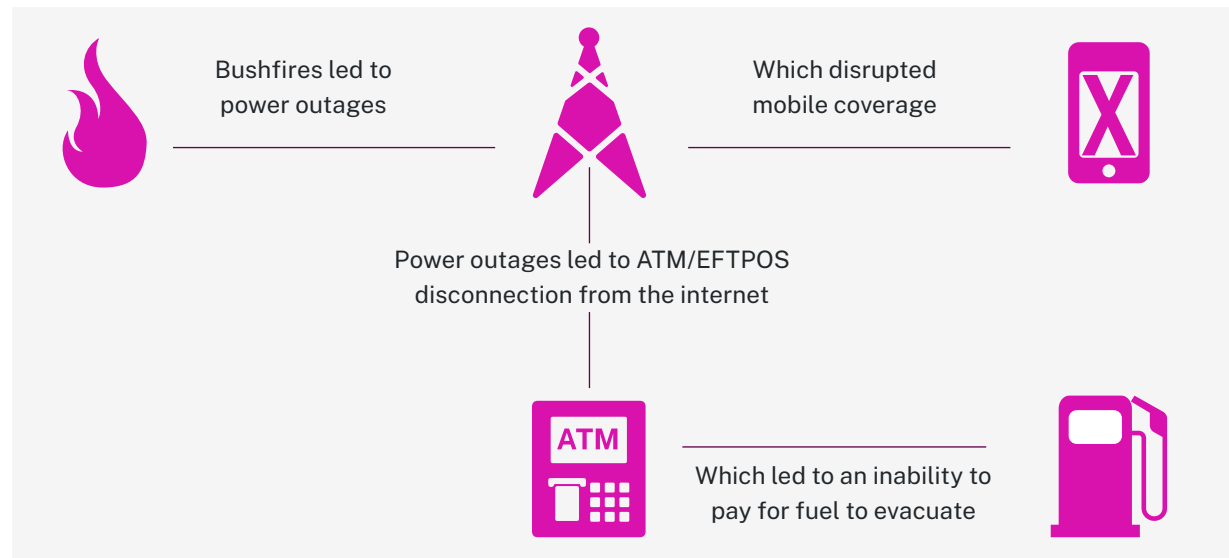 Bushfires led to
power outages
Which disrupted
mobile coverage
Power outages led to ATM/EFTPOS
disconnection from the internet
ATM
Which led to an inability to
pay for fuel to evacuate